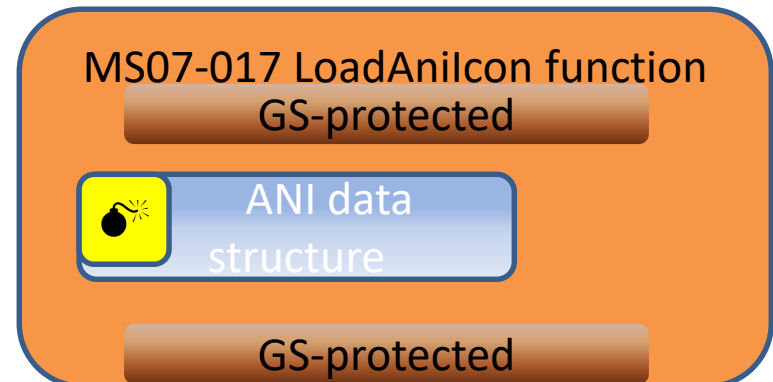 MS07-017 LoadAniIcon function
GS-protected
ANI data
structure
GS-protected